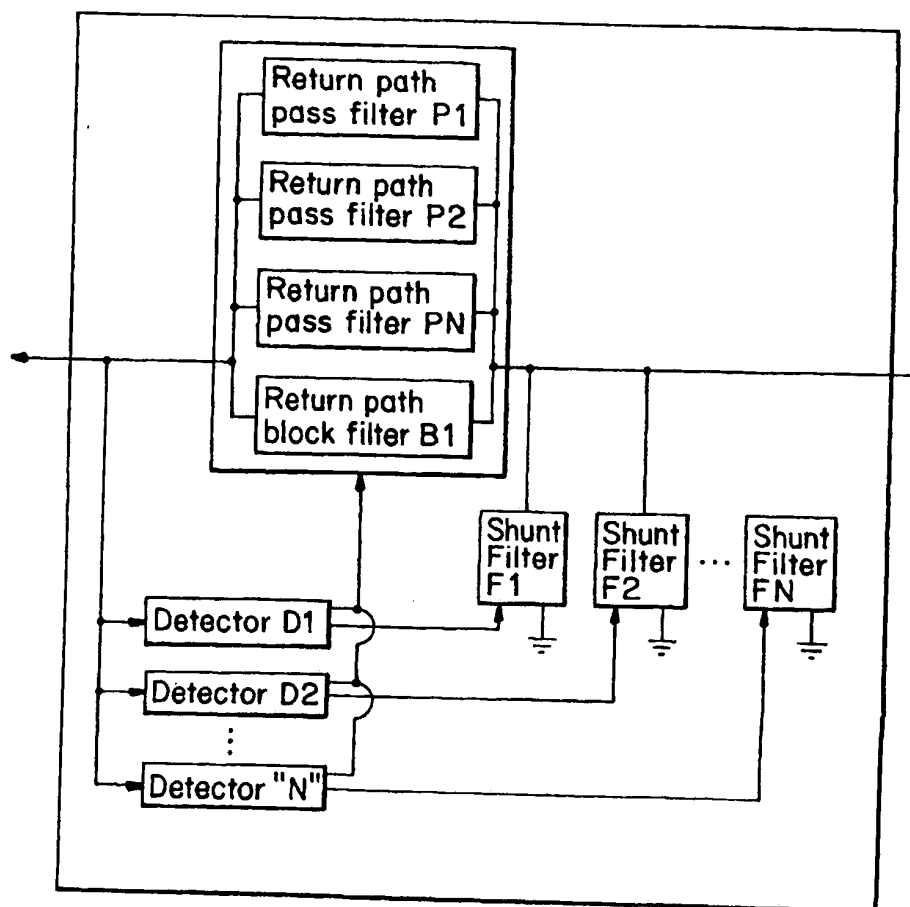 Return path
pass filter P1
Return path
pass filter P2
Return path
pass filter PN
Return path
block filter B1
Shunt
Filter
F1
Shunt
Filter
F2
...
Shunt
Filter
FN
Detector D1
Detector D2
Detector "N"